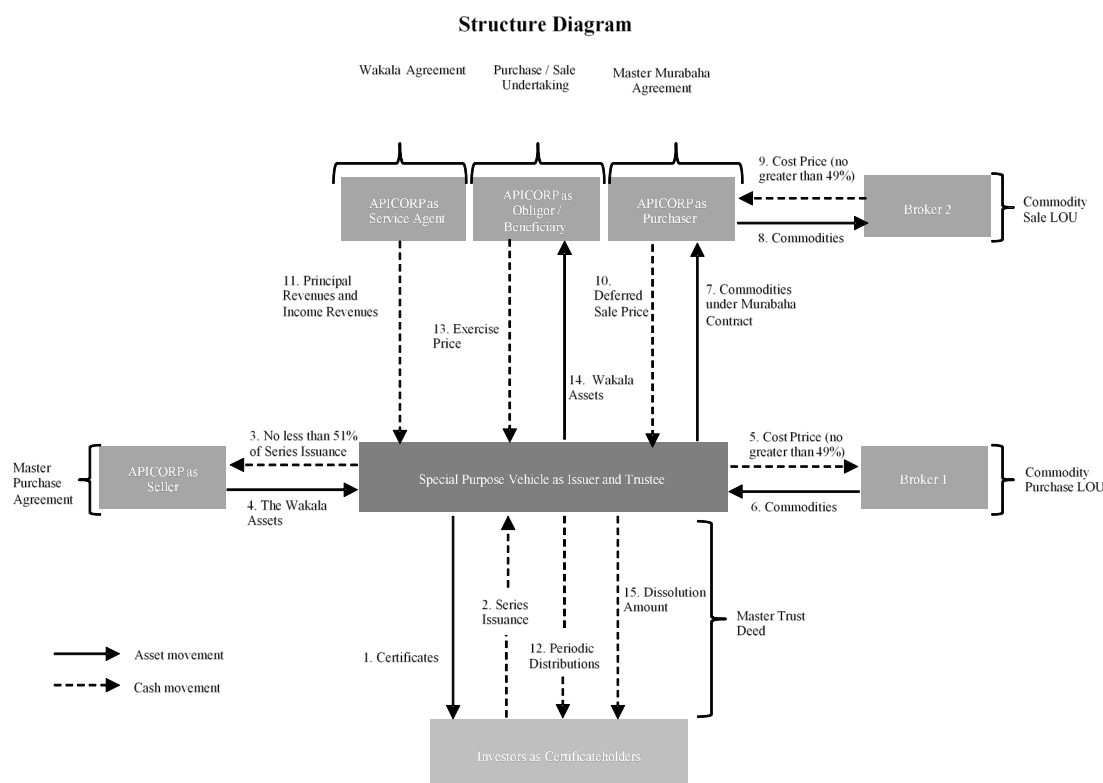 Structure Diagram
Wakala Agreement
Purchase / Sale
Undertaking
Master Murabaha
Agreement
APICORP as
Service Agent
APICORP as
Obligor /
Beneficiary
APICORP as
Purchaser
9. Cost Price (no
greater than 49%)
8. Commodities
Broker 2
Commodity
Sale LOU
11. Principal
Revenues and
Income Revenues
13. Exercise
Price
14. Wakala
Assets
10.
Deferred
Sale Price
7. Commodities
under Murabaha
Contract
Master
Purchase
Agreement
APICORP as
Seller
3. No less than 51%
of Series Issuance
4. The Wakala
Assets
Special Purpose Vehicle as Issuer and Trustee
5. Cost Ptrice (no
greater than 49%)
6. Commodities
Broker 1
Commodity
Purchase LOU
1. Certificates
2. Series
Issuance
12. Periodic
Distributions
15. Dissolution
Amount
Master Trust
Deed
Asset movement
Cash movement
Investors as Certificateholders